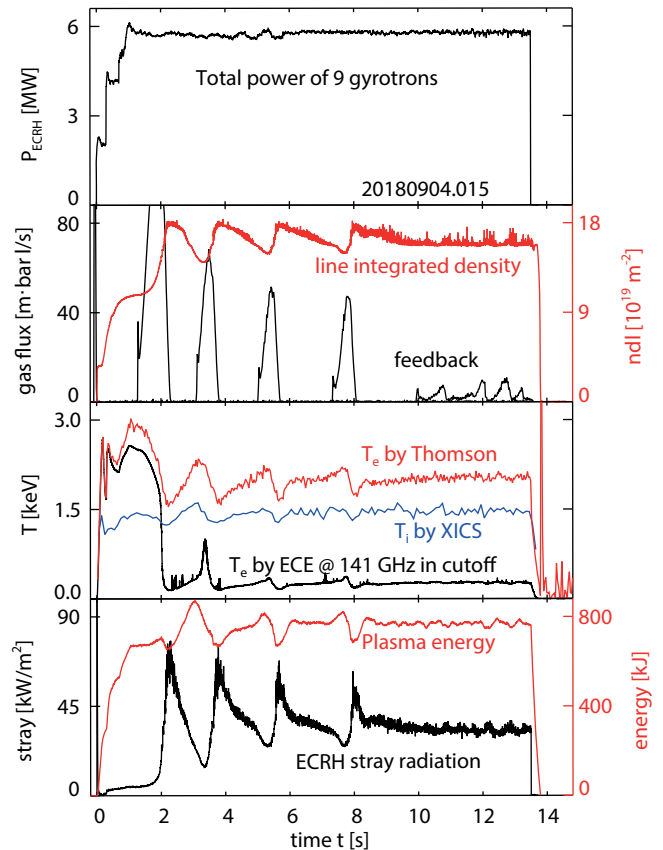 6
3
0
P_ECRH [MW]
Total power of 9 gyrotrons
20180904.015
80
40
0
gas flux [m·bar l/s]
line integrated density
feedback
18
9
0
ndl [10^19 m^-2]
3.0
1.5
0.0
T [keV]
T_e by Thomson
T_i by XICS
T_e by ECE @ 141 GHz in cutoff
90
45
0
stray [kW/m^2]
Plasma energy
ECRH stray radiation
800
400
0
energy [kJ]
0 2 4 6 8 10 12 14
time t [s]